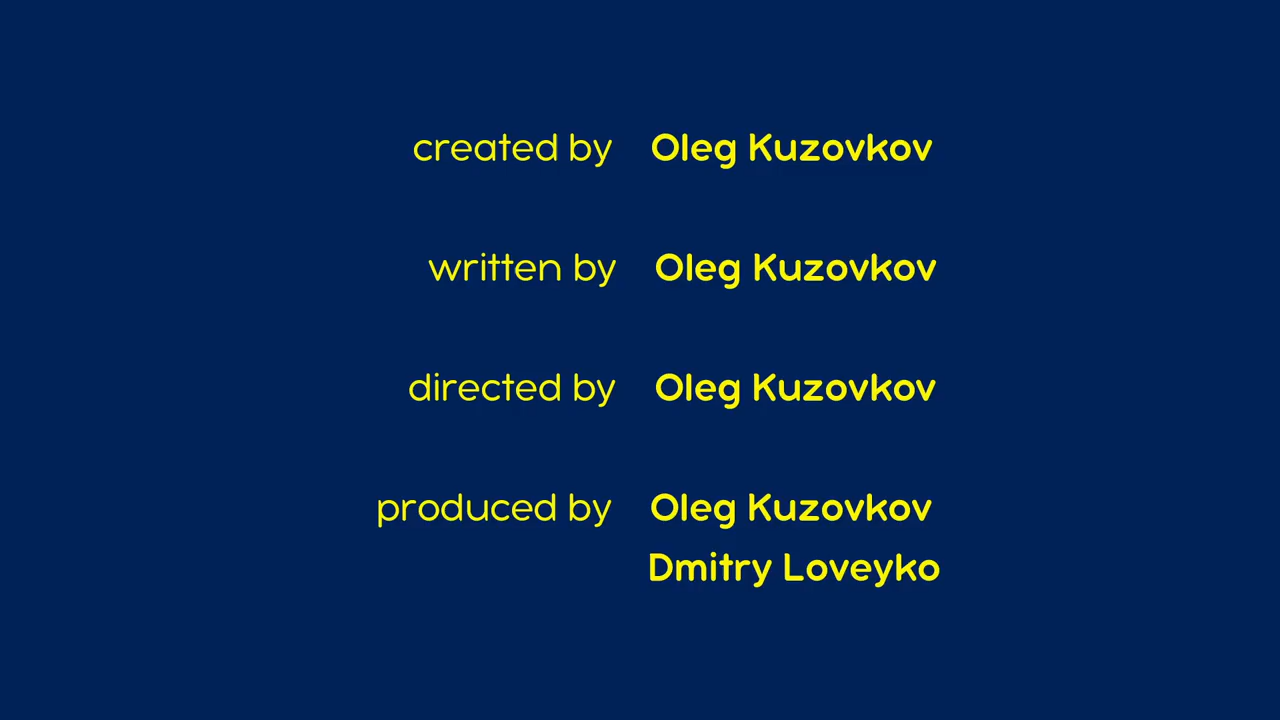 created by Oleg Kuzovkov
written by Oleg Kuzovkov
directed by Oleg Kuzovkov
produced by Oleg Kuzovkov
Dmitry Loveyko